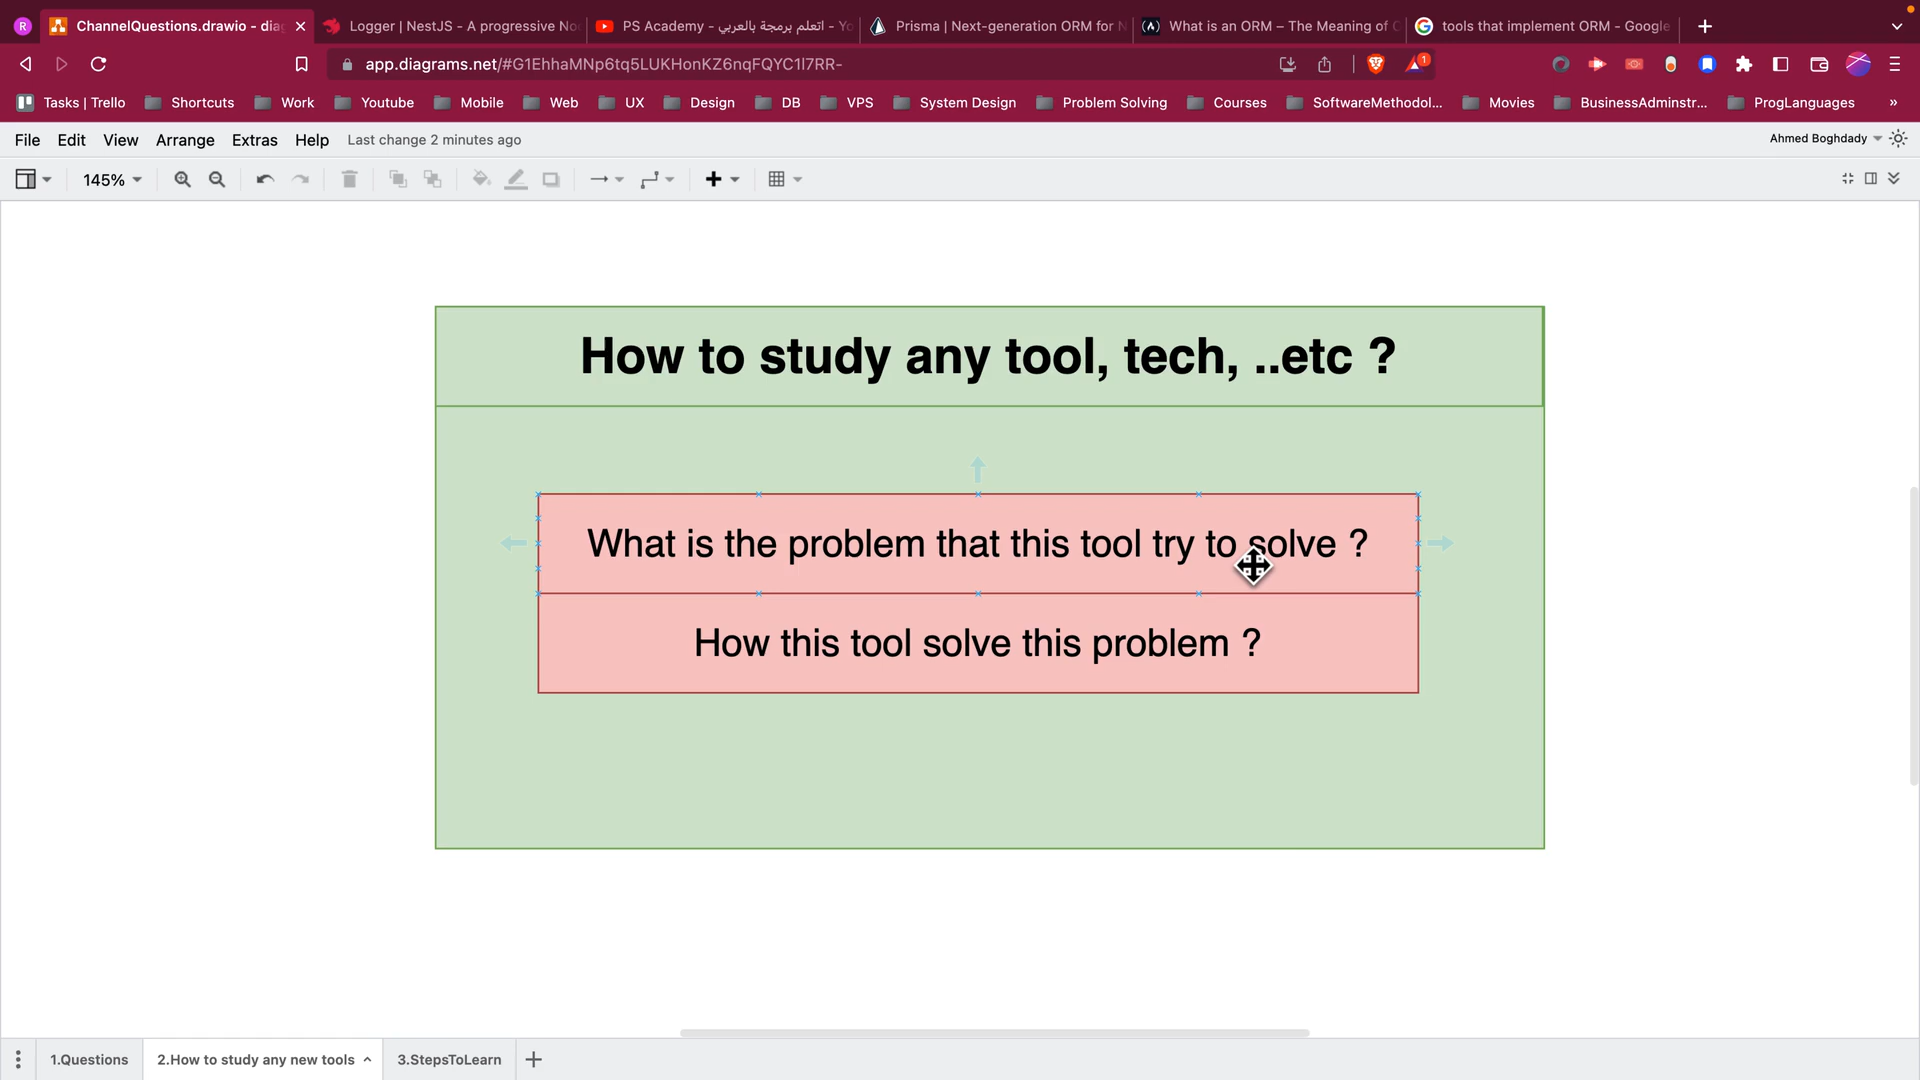 R
ChannelQuestions.drawio - dia
Logger | NestJS - A progressive No
PS Academy - اتعلم برمجة بالعربي - Yo
Prisma | Next-generation ORM for N
What is an ORM – The Meaning of O
tools that implement ORM - Google
app.diagrams.net/#G1EhhaMNp6tq5LUKHonKZ6nqFQYC1l7RR-
1
Tasks | Trello
Shortcuts
Work
Youtube
Mobile
Web
UX
Design
DB
VPS
System Design
Problem Solving
Courses
SoftwareMethodol...
Movies
BusinessAdminstr...
ProgLanguages
»
File Edit View Arrange Extras Help Last change 2 minutes ago
Ahmed Boghdady
145%
How to study any tool, tech, ..etc ?
What is the problem that this tool try to solve ?
How this tool solve this problem ?
1.Questions
2.How to study any new tools
3.StepsToLearn